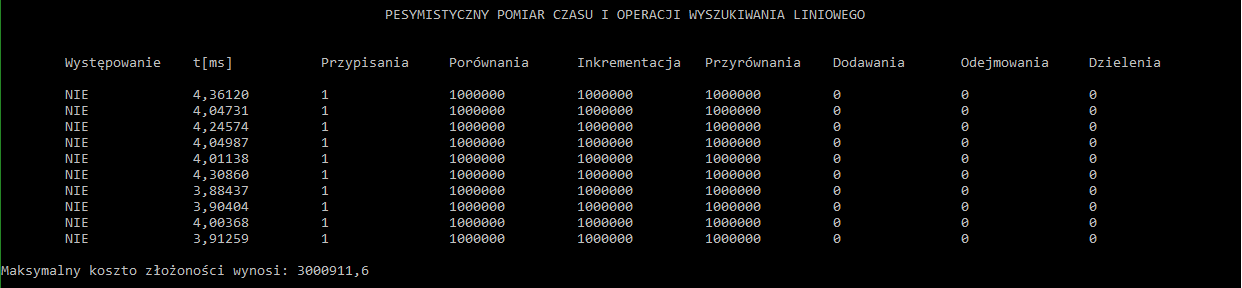 PESYMISTYCZNY POMIAR CZASU I OPERACJI WYSZUKIWANIA LINIOWEGO
Występowanie t[ms] Przypisania Porównania Inkrementacja Przyrównania Dodawania Odejmowania Dzielenia
NIE 4,36120 1 1000000 1000000 1000000 0 0 0
NIE 4,04731 1 1000000 1000000 1000000 0 0 0
NIE 4,24574 1 1000000 1000000 1000000 0 0 0
NIE 4,04987 1 1000000 1000000 1000000 0 0 0
NIE 4,01138 1 1000000 1000000 1000000 0 0 0
NIE 4,30860 1 1000000 1000000 1000000 0 0 0
NIE 3,88437 1 1000000 1000000 1000000 0 0 0
NIE 3,90404 1 1000000 1000000 1000000 0 0 0
NIE 4,00368 1 1000000 1000000 1000000 0 0 0
NIE 3,91259 1 1000000 1000000 1000000 0 0 0
Maksymalny koszto złożoności wynosi: 3000911,6